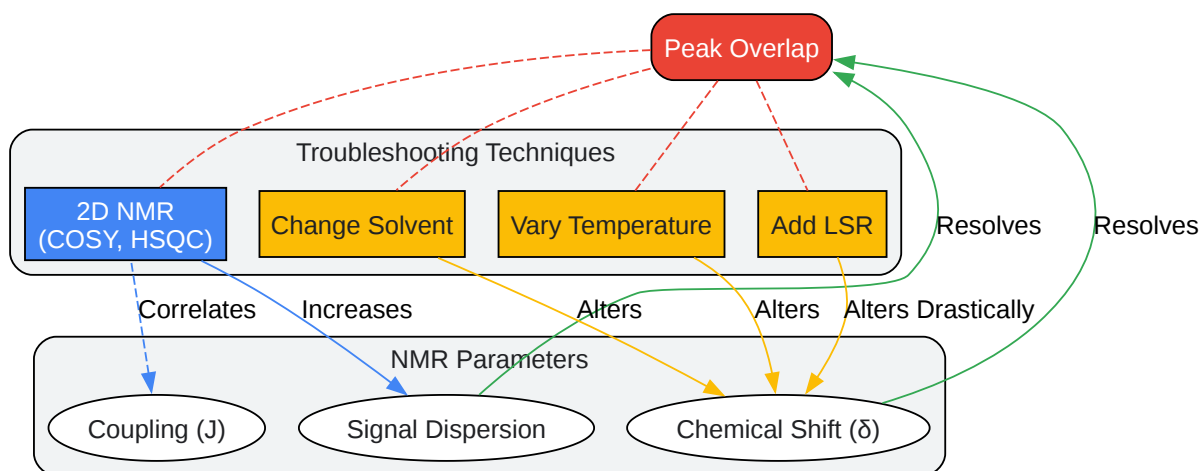 Peak Overlap
Troubleshooting Techniques
2D NMR
(COSY, HSQC)
Change Solvent
Vary Temperature
Add LSR
Resolves
Resolves
Correlates
Increases
Alters
Alters
Alters Drastically
NMR Parameters
Coupling (J)
Signal Dispersion
Chemical Shift (δ)